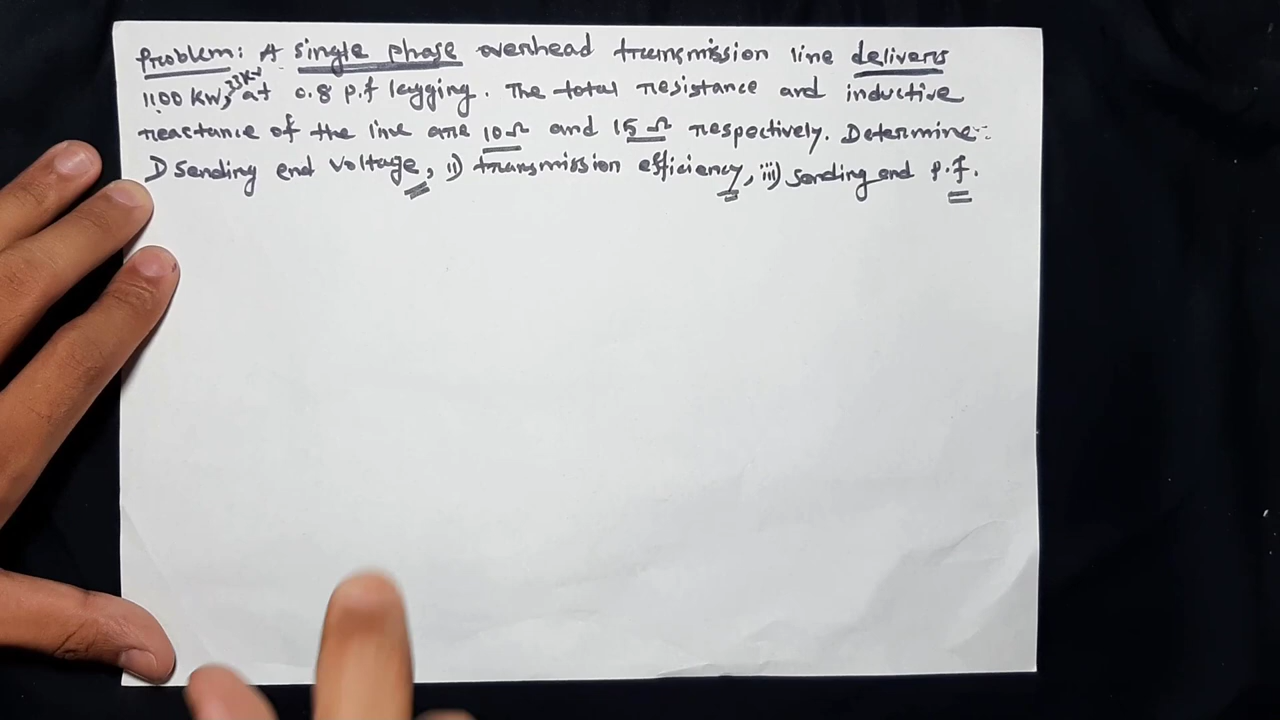 Problem: A single phase overhead transmission line delivers
1100 KW, 33KV at 0.8 p.f lagging. The total resistance and inductive
reactance of the line are 10Ω and 15Ω respectively. Determine:
i) Sending end voltage, ii) transmission efficiency, iii) sending end p.f.